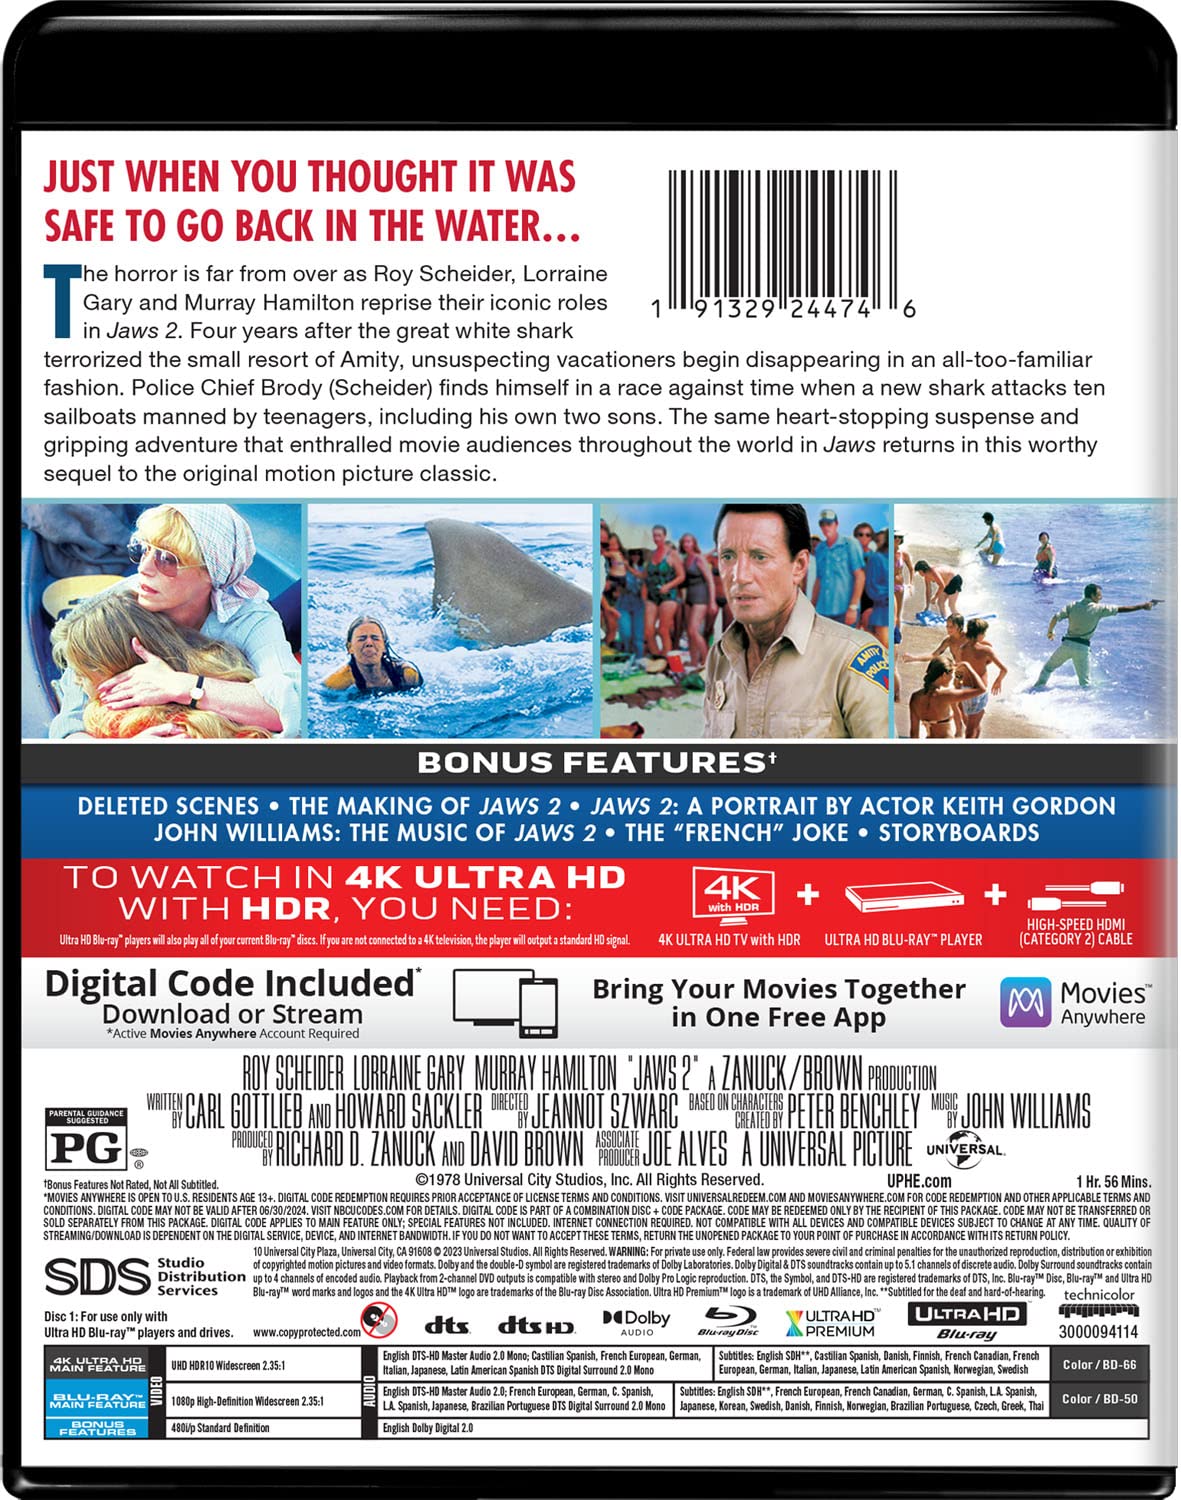 JUST WHEN YOU THOUGHT IT WAS
SAFE TO GO BACK IN THE WATER...
The horror is far from over as Roy Scheider, Lorraine
Gary and Murray Hamilton reprise their iconic roles
in Jaws 2. Four years after the great white shark
terrorized the small resort of Amity, unsuspecting vacationers begin disappearing in an all-too-familiar
fashion. Police Chief Brody (Scheider) finds himself in a race against time when a new shark attacks ten
sailboats manned by teenagers, including his own two sons. The same heart-stopping suspense and
gripping adventure that enthralled movie audiences throughout the world in Jaws returns in this worthy
sequel to the original motion picture classic.
1 91329 24474 6
AMITY
POLICE
BONUS FEATURES†
DELETED SCENES • THE MAKING OF JAWS 2 • JAWS 2: A PORTRAIT BY ACTOR KEITH GORDON
JOHN WILLIAMS: THE MUSIC OF JAWS 2 • THE “FRENCH” JOKE • STORYBOARDS
TO WATCH IN 4K ULTRA HD
WITH HDR, YOU NEED:
Ultra HD Blu-ray™ players will also play all of your current Blu-ray™ discs. If you are not connected to a 4K television, the player will output a standard HD signal.
4K
with HDR
4K ULTRA HD TV with HDR
+
ULTRA HD BLU-RAY™ PLAYER
+
HIGH-SPEED HDMI
(CATEGORY 2) CABLE
Digital Code Included*
Download or Stream
*Active Movies Anywhere Account Required
Bring Your Movies Together
in One Free App
Movies™
Anywhere
ROY SCHEIDER LORRAINE GARY MURRAY HAMILTON "JAWS 2" A ZANUCK/BROWN PRODUCTION
WRITTEN BY CARL GOTTLIEB AND HOWARD SACKLER DIRECTED BY JEANNOT SZWARC BASED ON CHARACTERS CREATED BY PETER BENCHLEY MUSIC BY JOHN WILLIAMS
PRODUCED BY RICHARD D. ZANUCK AND DAVID BROWN ASSOCIATE PRODUCER JOE ALVES A UNIVERSAL PICTURE
UNIVERSAL
PARENTAL GUIDANCE
SUGGESTED
PG
®
†Bonus Features Not Rated, Not All Subtitled.
©1978 Universal City Studios, Inc. All Rights Reserved.
UPHE.com
1 Hr. 56 Mins.
*MOVIES ANYWHERE IS OPEN TO U.S. RESIDENTS AGE 13+. DIGITAL CODE REDEMPTION REQUIRES PRIOR ACCEPTANCE OF LICENSE TERMS AND CONDITIONS. VISIT UNIVERSALREDEEM.COM AND MOVIESANYWHERE.COM FOR CODE REDEMPTION AND OTHER APPLICABLE TERMS AND
CONDITIONS. DIGITAL CODE MAY NOT BE VALID AFTER 06/30/2024. VISIT NBCUCODES.COM FOR DETAILS. DIGITAL CODE IS PART OF A COMBINATION DISC + CODE PACKAGE. CODE MAY BE REDEEMED ONLY BY THE RECIPIENT OF THIS PACKAGE. CODE MAY NOT BE TRANSFERRED OR
SOLD SEPARATELY FROM THIS PACKAGE. DIGITAL CODE APPLIES TO MAIN FEATURE ONLY; SPECIAL FEATURES NOT INCLUDED. INTERNET CONNECTION REQUIRED. NOT COMPATIBLE WITH ALL DEVICES AND COMPATIBLE DEVICES SUBJECT TO CHANGE AT ANY TIME. QUALITY OF
STREAMING/DOWNLOAD IS DEPENDENT ON THE DIGITAL SERVICE, DEVICE, AND INTERNET BANDWIDTH. IF YOU DO NOT WANT TO ACCEPT THESE TERMS, RETURN THE UNOPENED PACKAGE TO YOUR POINT OF PURCHASE IN ACCORDANCE WITH ITS RETURN POLICY.
SDS
Studio
Distribution
Services
10 Universal City Plaza, Universal City, CA 91608 © 2023 Universal Studios. All Rights Reserved. WARNING: For private use only. Federal law provides severe civil and criminal penalties for the unauthorized reproduction, distribution or exhibition
of copyrighted motion pictures and video formats. Dolby and the double-D symbol are registered trademarks of Dolby Laboratories. Dolby Digital & DTS soundtracks contain up to 5.1 channels of discrete audio. Dolby Surround soundtracks contain
up to 4 channels of encoded audio. Playback from 2-channel DVD outputs is compatible with stereo and Dolby Pro Logic reproduction. DTS, the Symbol, and DTS-HD are registered trademarks of DTS, Inc. Blu-ray™ Disc, Blu-ray™ and Ultra HD
Blu-ray™ word marks and logos and the 4K Ultra HD™ logo are trademarks of the Blu-ray Disc Association. Ultra HD Premium™ logo is a trademark of UHD Alliance, Inc. **Subtitled for the deaf and hard-of-hearing.
technicolor
3000094114
Disc 1: For use only with
Ultra HD Blu-ray™ players and drives.
www.copyprotected.com
dts
dts HD
Dolby
AUDIO
Blu-ray Disc™
ULTRAHD™
PREMIUM
ULTRAHD™
Blu-ray
4K ULTRA HD
MAIN FEATURE
VIDEO
UHD HDR10 Widescreen 2.35:1
AUDIO
English DTS-HD Master Audio 2.0 Mono; Castilian Spanish, French European, German,
Italian, Japanese, Latin American Spanish DTS Digital Surround 2.0 Mono
Subtitles: English SDH**, Castilian Spanish, Danish, Finnish, French Canadian, French
European, German, Italian, Japanese, Latin American Spanish, Norwegian, Swedish
Color / BD-66
BLU-RAY™
MAIN FEATURE
1080p High-Definition Widescreen 2.35:1
English DTS-HD Master Audio 2.0; French European, German, C. Spanish,
L.A. Spanish, Japanese, Brazilian Portuguese DTS Digital Surround 2.0 Mono
Subtitles: English SDH**, French European, French Canadian, German, C. Spanish, L.A. Spanish,
Japanese, Korean, Swedish, Danish, Finnish, Norwegian, Brazilian Portuguese, Czech, Greek, Thai
Color / BD-50
BONUS
FEATURES
480i/p Standard Definition
English Dolby Digital 2.0